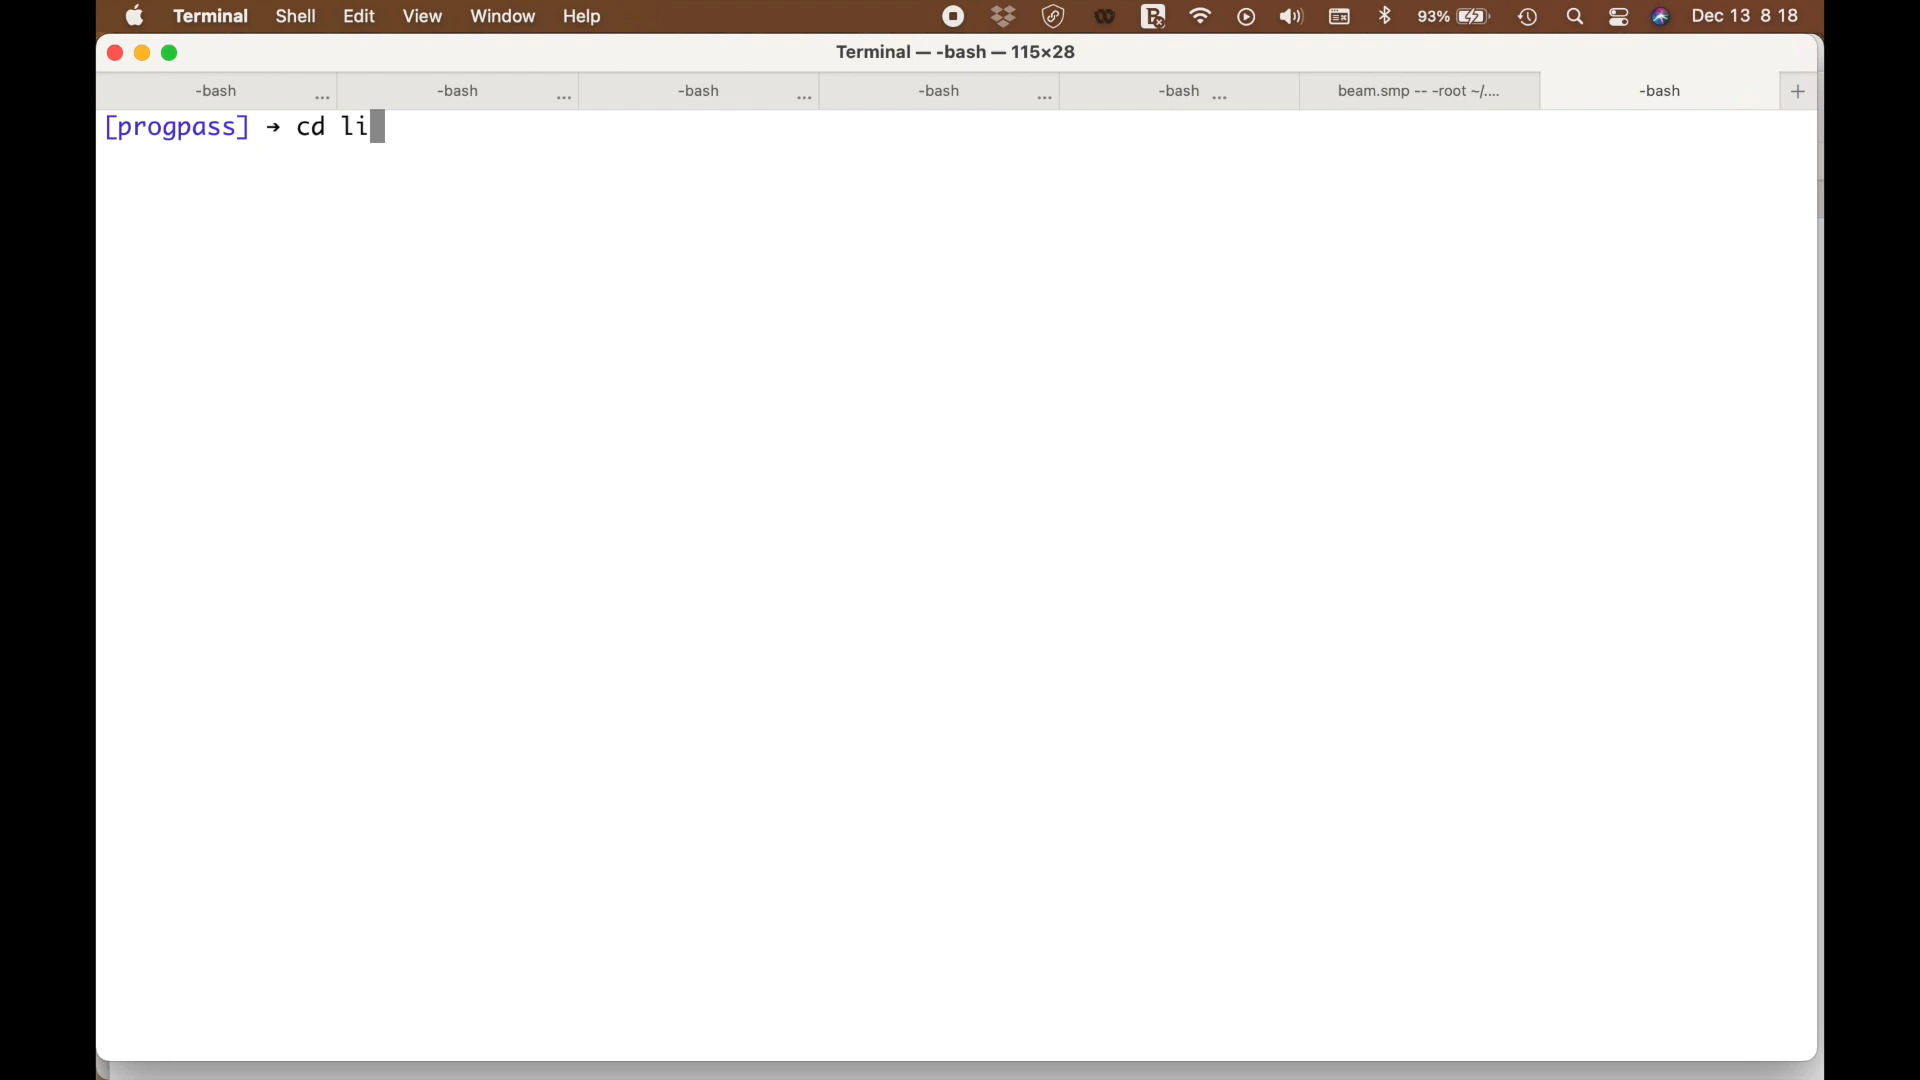 Terminal Shell Edit View Window Help 93% Dec 13 8 18
Terminal — -bash — 115×28
-bash ... -bash ... -bash ... -bash ... -bash ... beam.smp -- -root ~/.... -bash +
[progpass] → cd li